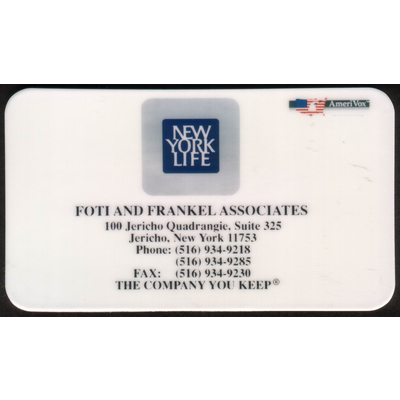 AmeriVox
NEW
YORK
LIFE
FOTI AND FRANKEL ASSOCIATES
100 Jericho Quadrangie, Suite 325
Jericho, New York 11753
Phone: (516) 934-9218
(516) 934-9285
FAX: (516) 934-9230
THE COMPANY YOU KEEP®